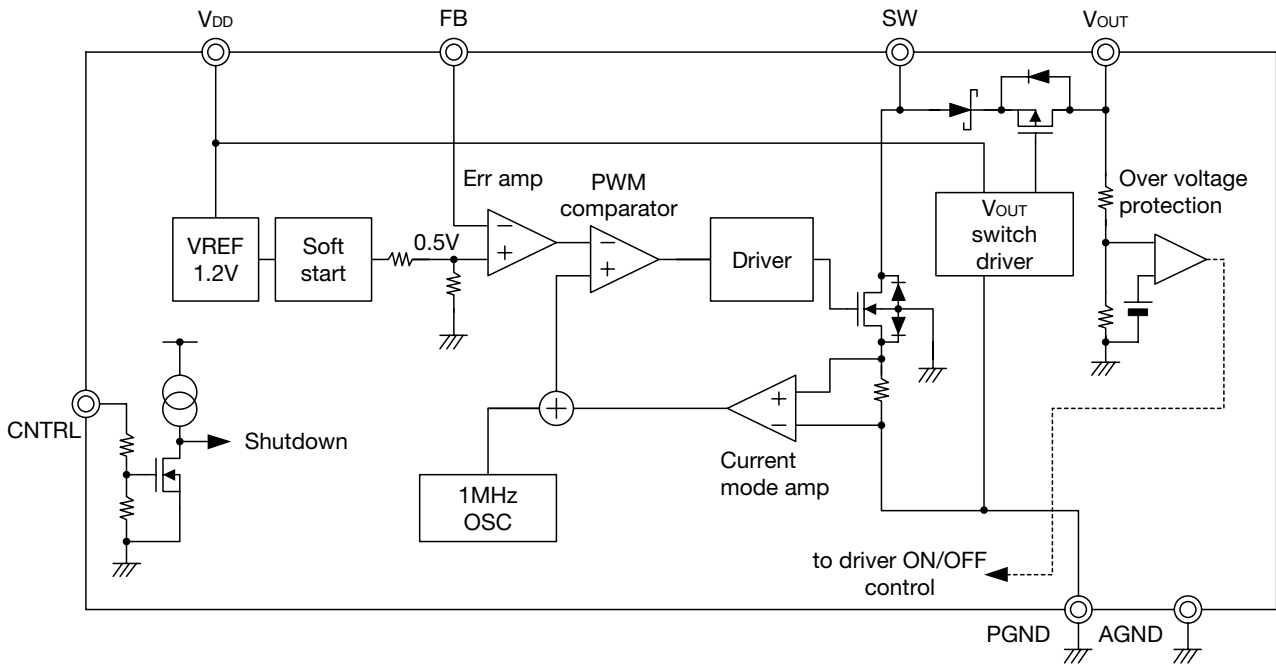 VDD
FB
SW
VOUT
Err amp
PWM
comparator
Over voltage
protection
VREF
1.2V
Soft
start
0.5V
−
+
−
+
Driver
VOUT
switch
driver
CNTRL
Shutdown
+
+
−
Current
mode amp
1MHz
OSC
to driver ON/OFF
control
PGND
AGND